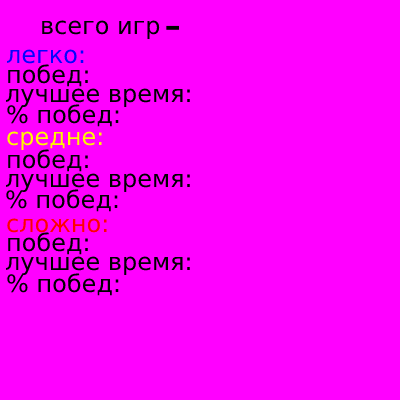 всего игр -
легко:
побед:
лучшее время:
% побед:
средне:
побед:
лучшее время:
% побед:
сложно:
побед:
лучшее время:
% побед: